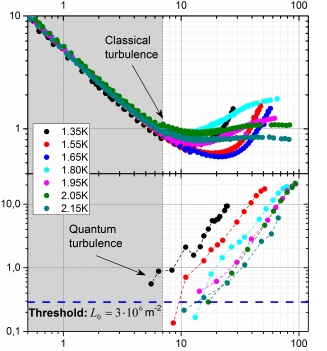 1 10 100
10
Classical
turbulence
1
1.35K
1.55K
1.65K
1.80K
1.95K
2.05K
2.15K
10,0
Quantum
turbulence
1,0
Threshold: L₀ = 3·10⁶ m⁻²
0,1
1 10 100